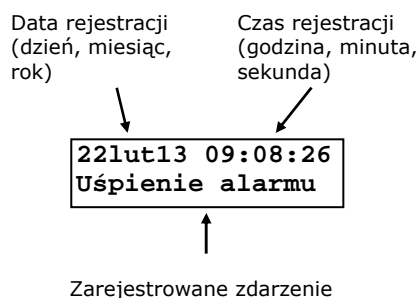 Data rejestracji
(dzień, miesiąc,
rok)
Czas rejestracji
(godzina, minuta,
sekunda)
22lut13 09:08:26
Uśpienie alarmu
Zarejestrowane zdarzenie